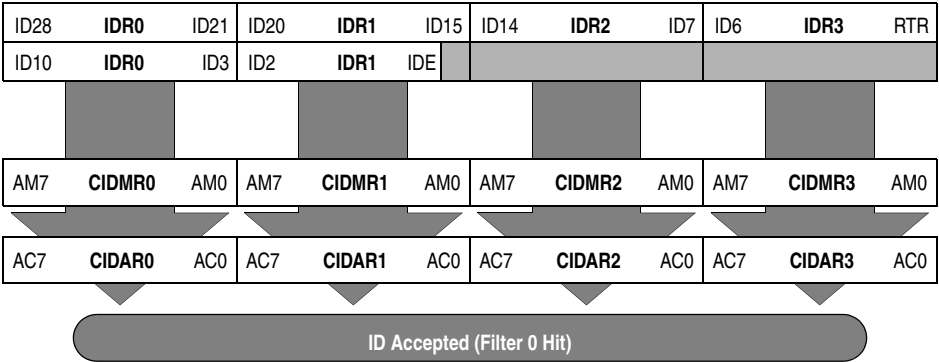 ID28 IDR0 ID21 ID20 IDR1 ID15 ID14 IDR2 ID7 ID6 IDR3 RTR
ID10 IDR0 ID3 ID2 IDR1 IDE
AM7 CIDMR0 AM0 AM7 CIDMR1 AM0 AM7 CIDMR2 AM0 AM7 CIDMR3 AM0
AC7 CIDAR0 AC0 AC7 CIDAR1 AC0 AC7 CIDAR2 AC0 AC7 CIDAR3 AC0
ID Accepted (Filter 0 Hit)